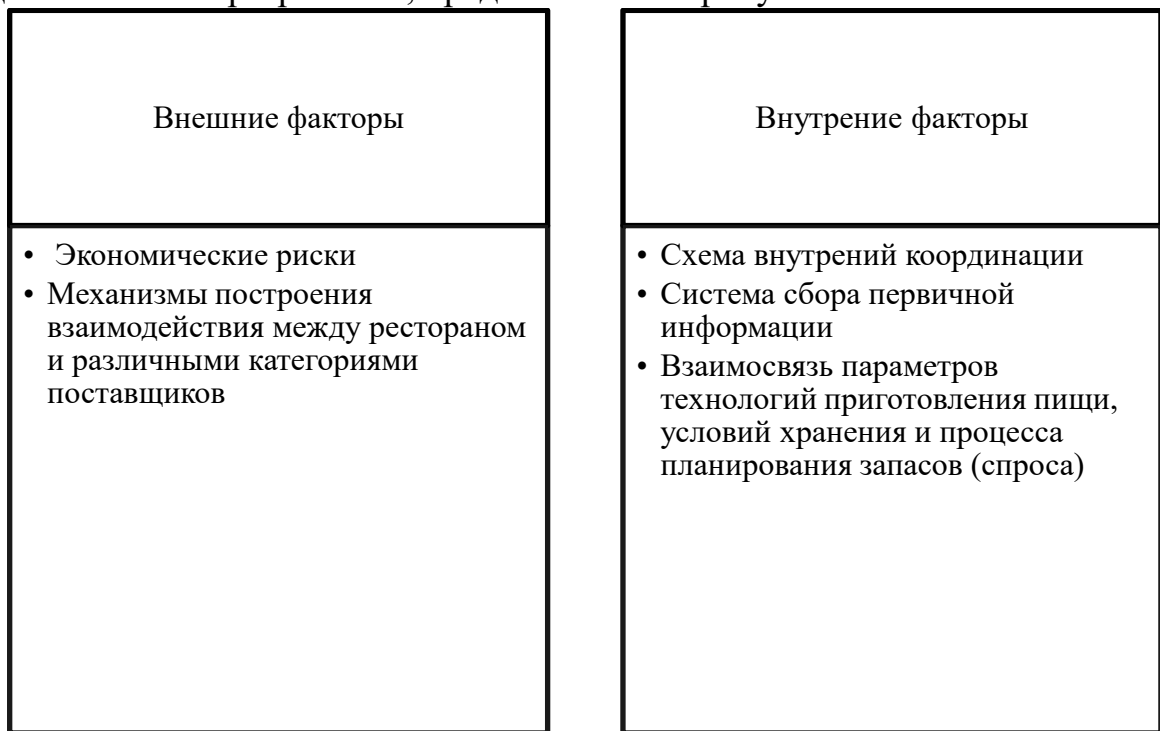 Внешние факторы
• Экономические риски
• Механизмы построения
взаимодействия между рестораном
и различными категориями
поставщиков
Внутрение факторы
• Схема внутрений координации
• Система сбора первичной
информации
• Взаимосвязь параметров
технологий приготовления пищи,
условий хранения и процесса
планирования запасов (спроса)